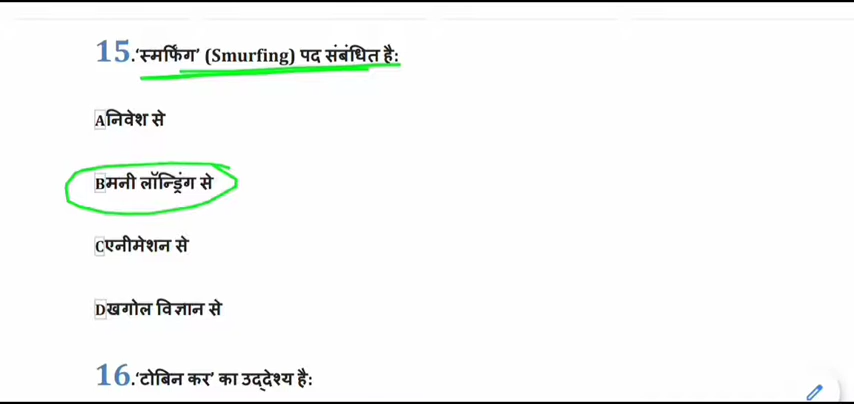 15.‘स्मर्फिंग’ (Smurfing) पद संबंधित है:
Aनिवेश से
Bमनी लॉन्ड्रिंग से
Cएनीमेशन से
Dखगोल विज्ञान से
16.‘टोबिन कर’ का उद्देश्य है: